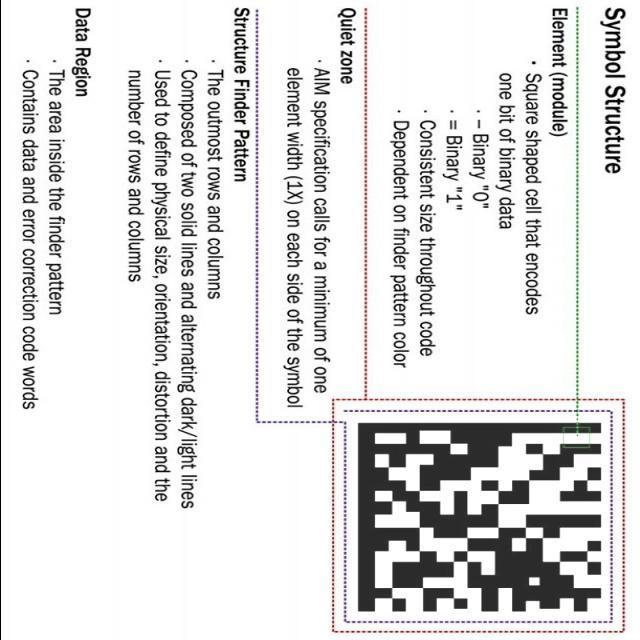 Symbol Structure
Element (module)
· Square shaped cell that encodes
one bit of binary data
· – Binary "0"
· = Binary "1"
· Consistent size throughout code
· Dependent on finder pattern color
Quiet zone
· AIM specification calls for a minimum of one
element width (1X) on each side of the symbol
Structure Finder Pattern
· The outmost rows and columns
· Composed of two solid lines and alternating dark/light lines
· Used to define physical size, orientation, distortion and the
number of rows and columns
Data Region
· The area inside the finder pattern
· Contains data and error correction code words